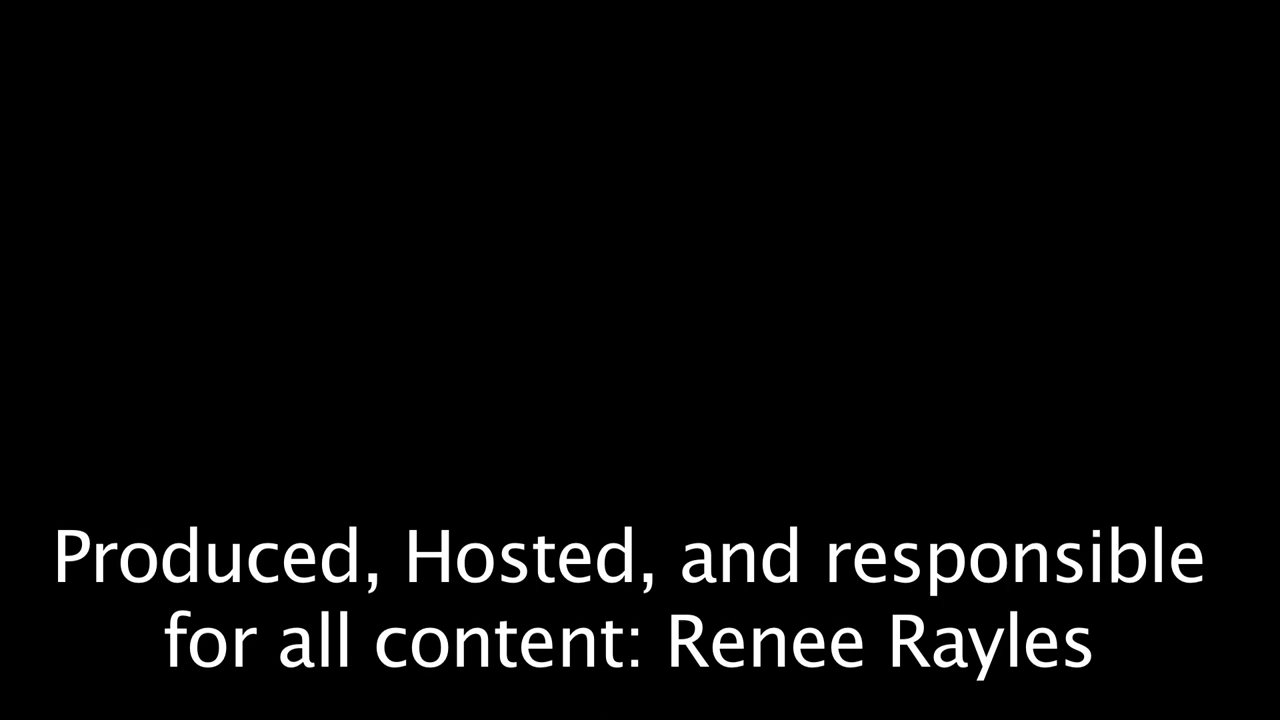 Produced, Hosted, and responsible
for all content: Renee Rayles